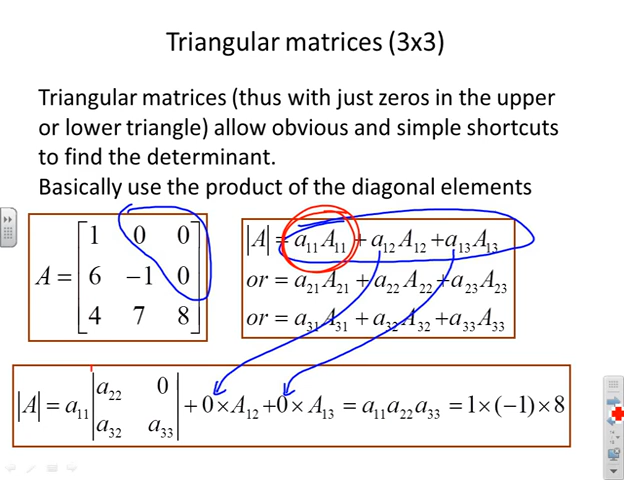 Triangular matrices (3x3)
Triangular matrices (thus with just zeros in the upper
or lower triangle) allow obvious and simple shortcuts
to find the determinant.
Basically use the product of the diagonal elements
A = [1 0 0
6 −1 0
4 7 8]
|A| = a₁₁A₁₁ + a₁₂A₁₂ + a₁₃A₁₃
or = a₂₁A₂₁ + a₂₂A₂₂ + a₂₃A₂₃
or = a₃₁A₃₁ + a₃₂A₃₂ + a₃₃A₃₃
|A| = a₁₁ |a₂₂ 0
a₃₂ a₃₃| + 0 × A₁₂ + 0 × A₁₃ = a₁₁a₂₂a₃₃ = 1 × (−1) × 8